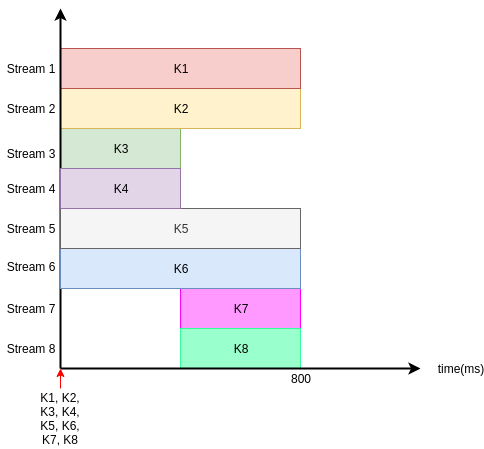 Stream 1
K1
Stream 2
K2
Stream 3
K3
Stream 4
K4
Stream 5
K5
Stream 6
K6
Stream 7
K7
Stream 8
K8
time(ms)
800
K1, K2,
K3, K4,
K5, K6,
K7, K8